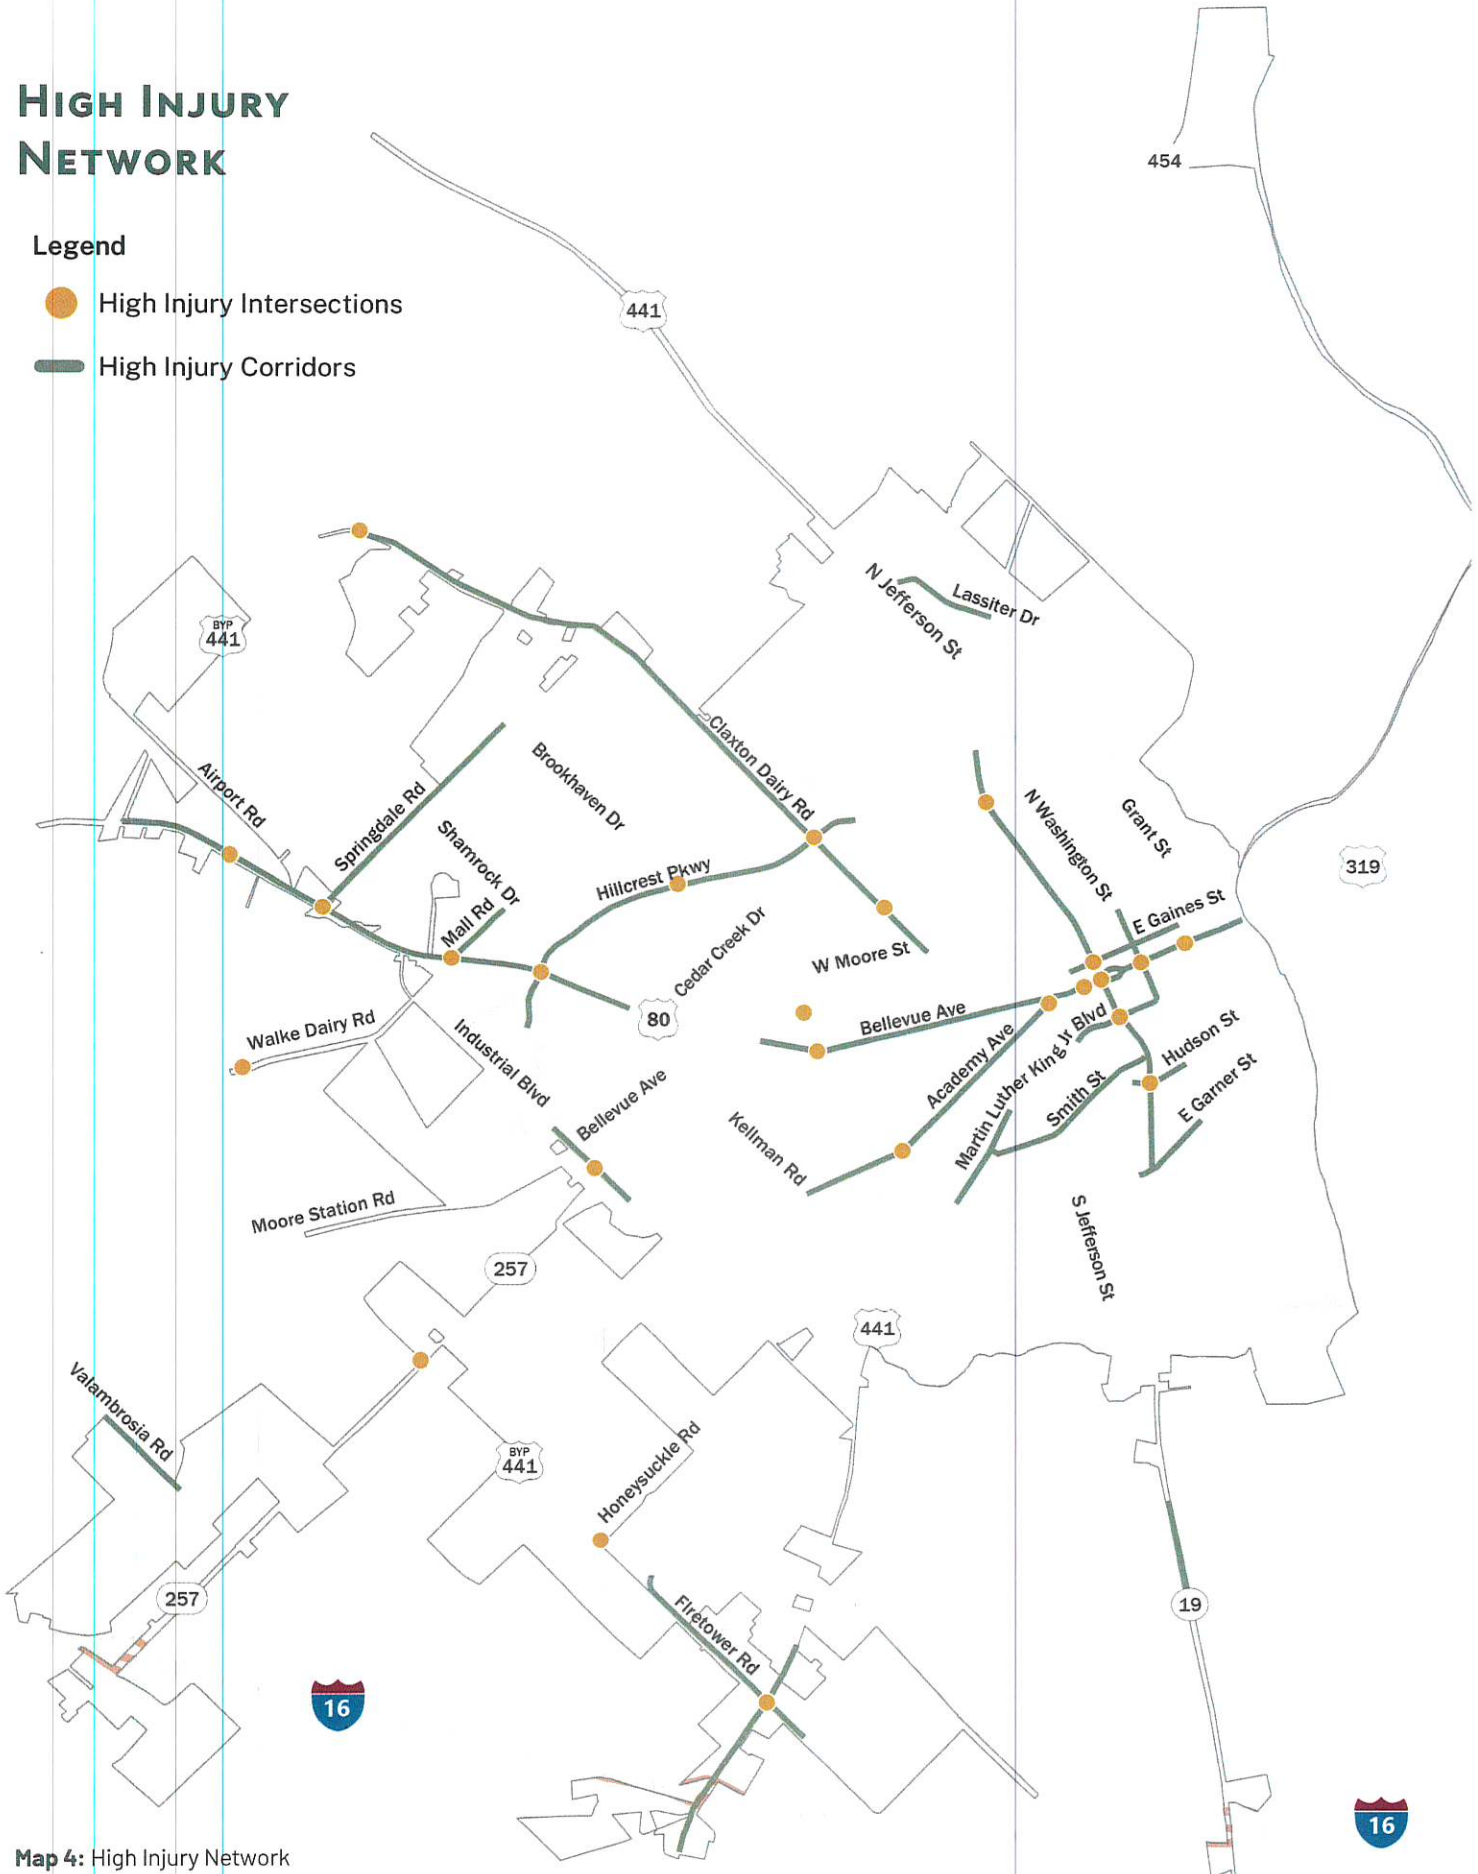 HIGH INJURY
NETWORK
Legend
High Injury Intersections
High Injury Corridors
454
441
N Jefferson St
Lassiter Dr
BYP
441
Airport Rd
Springdale Rd
Brookhaven Dr
Claxton Dairy Rd
Shamrock Dr
Mall Rd
Hillcrest Pkwy
N Washington St
Grant St
319
E Gaines St
Cedar Creek Dr
W Moore St
80
Walke Dairy Rd
Industrial Blvd
Bellevue Ave
Bellevue Ave
Academy Ave
Martin Luther King Jr Blvd
Smith St
Hudson St
E Garner St
Kellman Rd
Moore Station Rd
S Jefferson St
257
441
Valambrosia Rd
BYP
441
Honeysuckle Rd
257
Firetower Rd
19
16
16
Map 4: High Injury Network